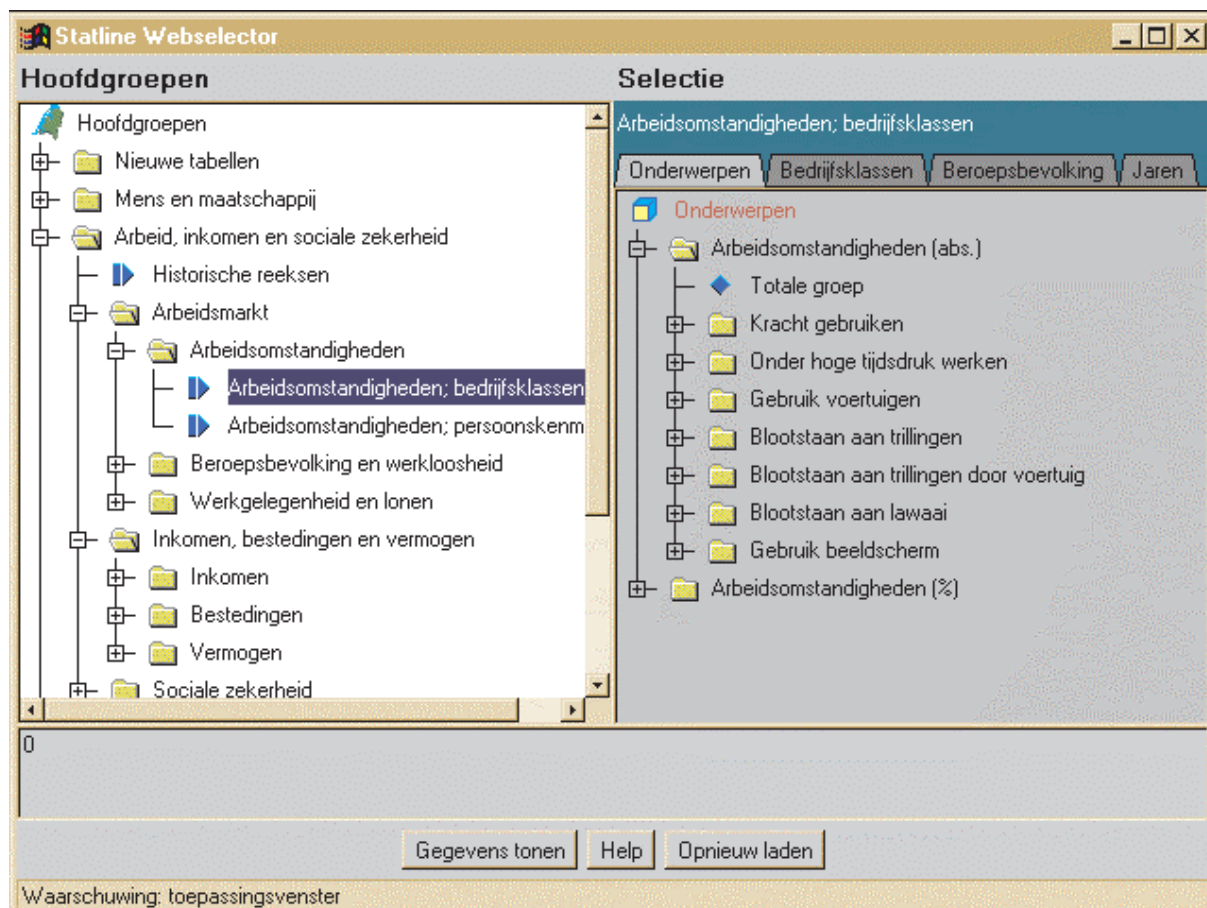 Statline Webselector
Hoofdgroepen
Hoofdgroepen
Nieuwe tabellen
Mens en maatschappij
Arbeid, inkomen en sociale zekerheid
Historische reeksen
Arbeidsmarkt
Arbeidsomstandigheden
Arbeidsomstandigheden; bedrijfsklassen
Arbeidsomstandigheden; persoonskenm
Beroepsbevolking en werkloosheid
Werkgelegenheid en lonen
Inkomen, bestedingen en vermogen
Inkomen
Bestedingen
Vermogen
Sociale zekerheid
Selectie
Arbeidsomstandigheden; bedrijfsklassen
Onderwerpen Bedrijfsklassen Beroepsbevolking Jaren
Onderwerpen
Arbeidsomstandigheden (abs.)
Totale groep
Kracht gebruiken
Onder hoge tijdsdruk werken
Gebruik voertuigen
Blootstaan aan trillingen
Blootstaan aan trillingen door voertuig
Blootstaan aan lawaai
Gebruik beeldscherm
Arbeidsomstandigheden (%)
0
Gegevens tonen Help Opnieuw laden
Waarschuwing: toepassingsvenster